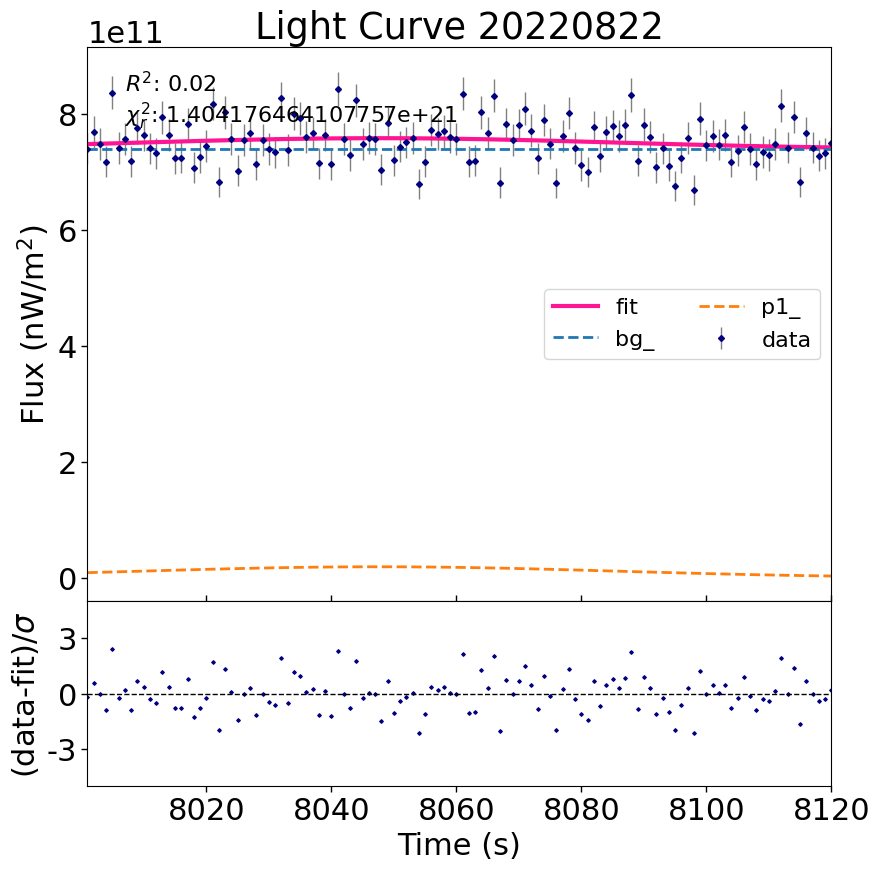 Light Curve 20220822
1e11
R²: 0.02
χ²ᵣ: 1.404176464107757e+21
8
6
4
2
0
Flux (nW/m²)
fit
bg_
p1_
data
3
0
-3
(data-fit)/σ
8020 8040 8060 8080 8100 8120
Time (s)